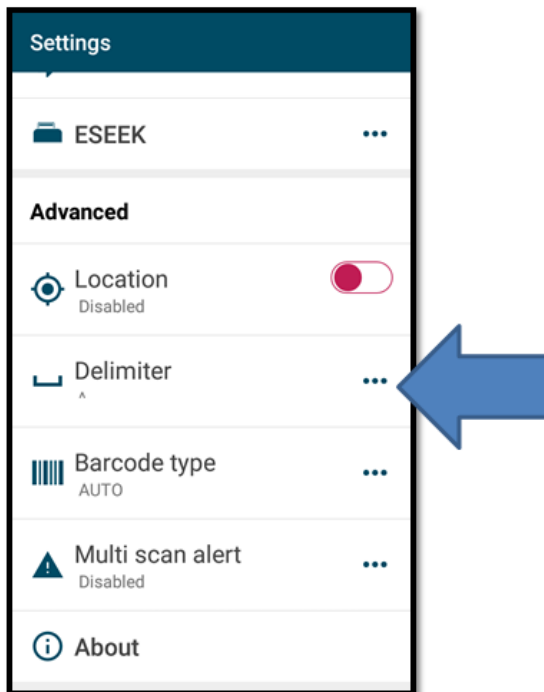 Settings
ESEEK
Advanced
Location
Disabled
Delimiter
^
Barcode type
AUTO
Multi scan alert
Disabled
About